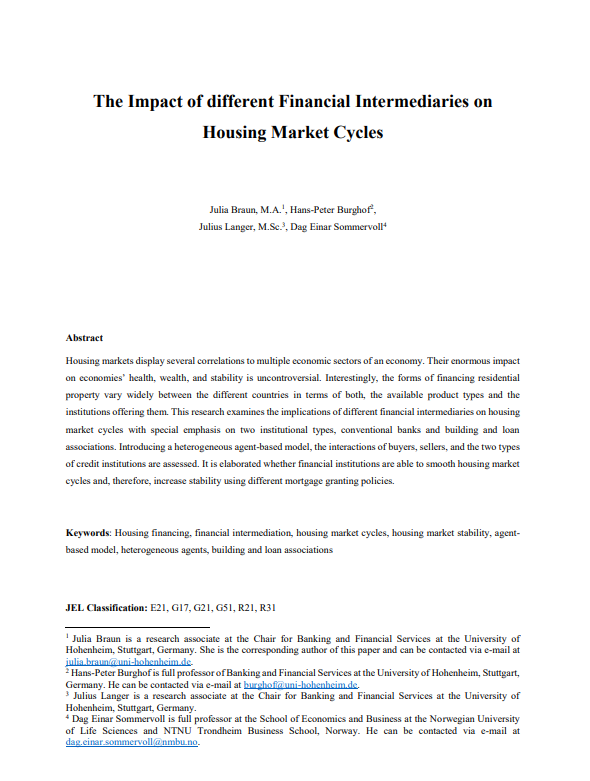 The Impact of different Financial Intermediaries on
Housing Market Cycles
Julia Braun, M.A.1, Hans-Peter Burghof2,
Julius Langer, M.Sc.3, Dag Einar Sommervoll4
Abstract
Housing markets display several correlations to multiple economic sectors of an economy. Their enormous impact
on economies' health, wealth, and stability is uncontroversial. Interestingly, the forms of financing residential
property vary widely between the different countries in terms of both, the available product types and the
institutions offering them. This research examines the implications of different financial intermediaries on housing
market cycles with special emphasis on two institutional types, conventional banks and building and loan
associations. Introducing a heterogeneous agent-based model, the interactions of buyers, sellers, and the two types
of credit institutions are assessed. It is elaborated whether financial institutions are able to smooth housing market
cycles and, therefore, increase stability using different mortgage granting policies.
Keywords: Housing financing, financial intermediation, housing market cycles, housing market stability, agent-
based model, heterogeneous agents, building and loan associations
JEL Classification: E21, G17, G21, G51, R21, R31
1 Julia Braun is a research associate at the Chair for Banking and Financial Services at the University of
Hohenheim, Stuttgart, Germany. She is the corresponding author of this paper and can be contacted via e-mail at
julia.braun@uni-hohenheim.de.
2 Hans-Peter Burghof is full professor of Banking and Financial Services at the University of Hohenheim, Stuttgart,
Germany. He can be contacted via e-mail at burghof@uni-hohenheim.de.
3 Julius Langer is a research associate at the Chair for Banking and Financial Services at the University of
Hohenheim, Stuttgart, Germany.
4 Dag Einar Sommervoll is full professor at the School of Economics and Business at the Norwegian University
of Life Sciences and NTNU Trondheim Business School, Norway. He can be contacted via e-mail at
dag.einar.sommervoll@nmbu.no.